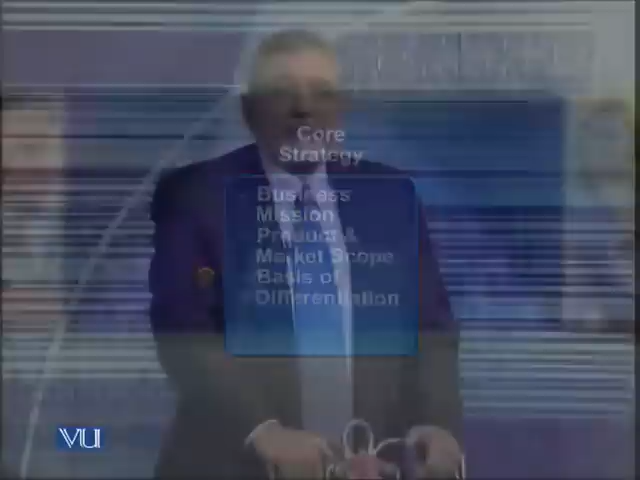 Core
Strategy
Business
Mission
Product &
Market Scope
Basis of
Differentiation
VU